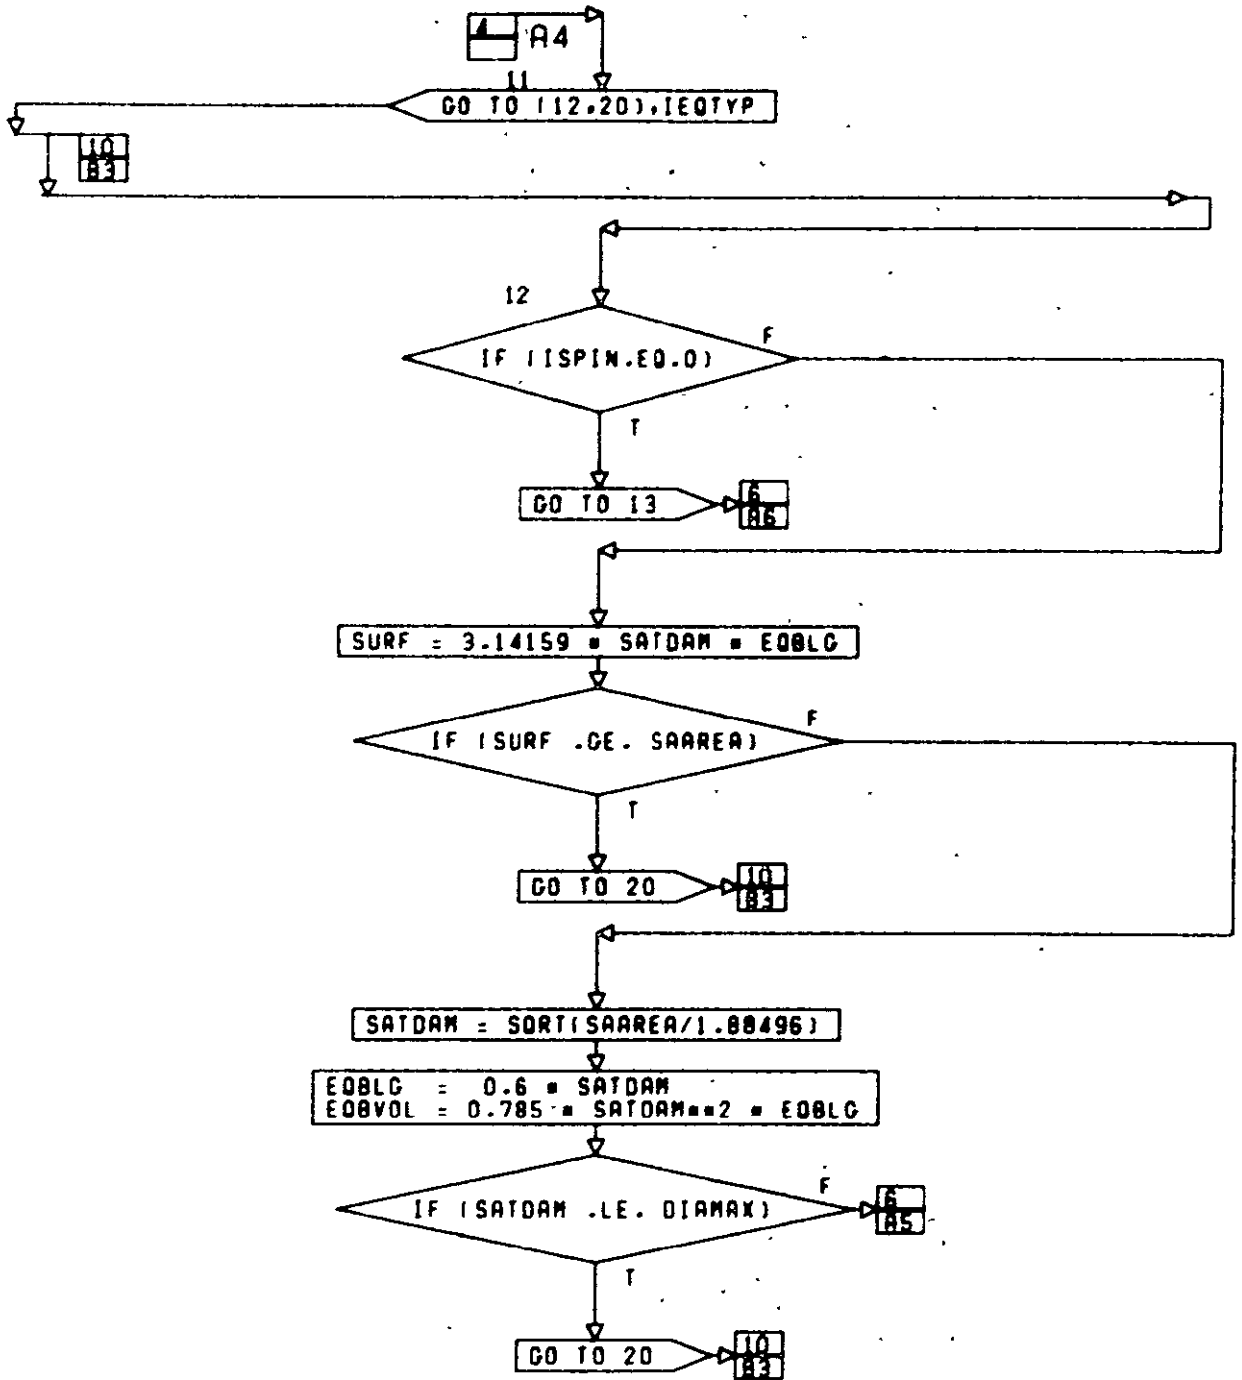 4
A4
11
GO TO (12,20),IEQTYP
10
B3
12
IF (ISPIN.EQ.0)
F
T
GO TO 13
6
A6
SURF = 3.14159 * SATDAM * EQBLG
IF (SURF .GE. SAAREA)
F
T
GO TO 20
10
B3
SATDAM = SQRT(SAAREA/1.88496)
EQBLG = 0.6 * SATDAM
EQBVOL = 0.785 * SATDAM**2 * EQBLG
IF (SATDAM .LE. DIAMAX)
F
6
A5
T
GO TO 20
10
B3